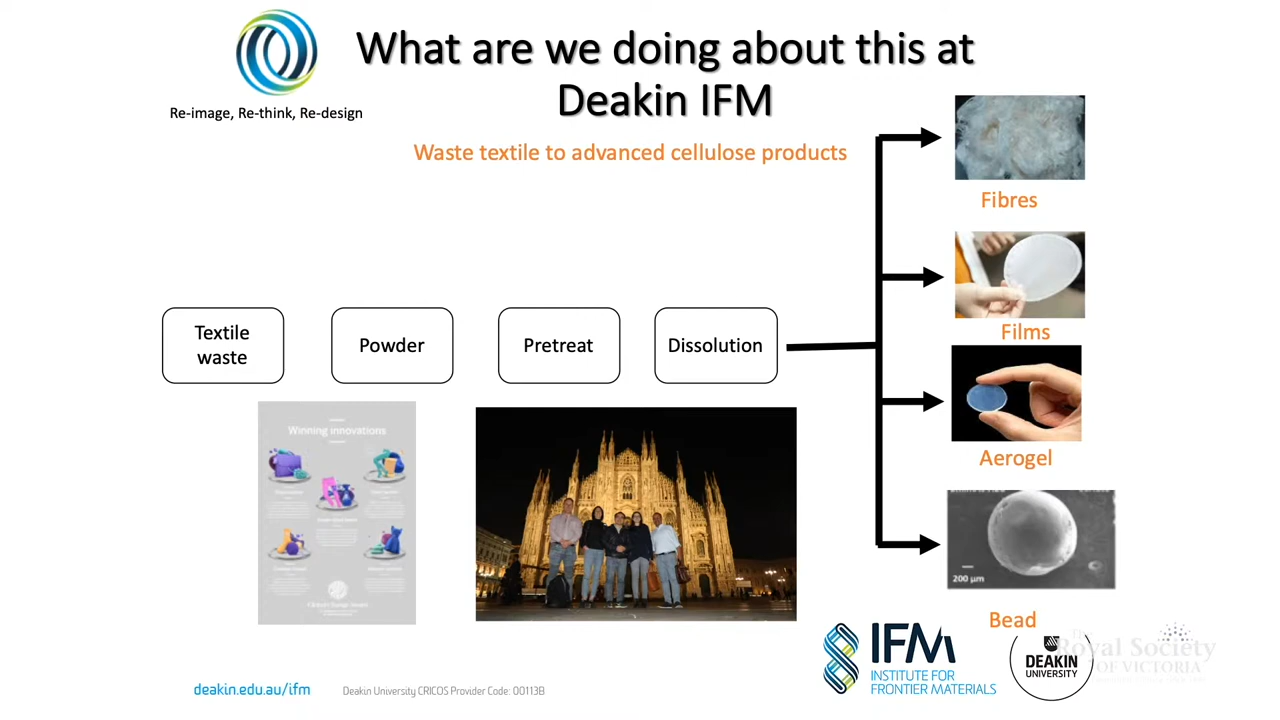 What are we doing about this at
Deakin IFM
Re-image, Re-think, Re-design
Waste textile to advanced cellulose products
Fibres
Films
Textile
waste
Powder
Pretreat
Dissolution
Aerogel
Winning innovations
200 µm
Bead
IFM
INSTITUTE FOR
FRONTIER MATERIALS
DEAKIN
UNIVERSITY
The
Royal Society
OF VICTORIA
deakin.edu.au/ifm
Deakin University CRICOS Provider Code: 00113B